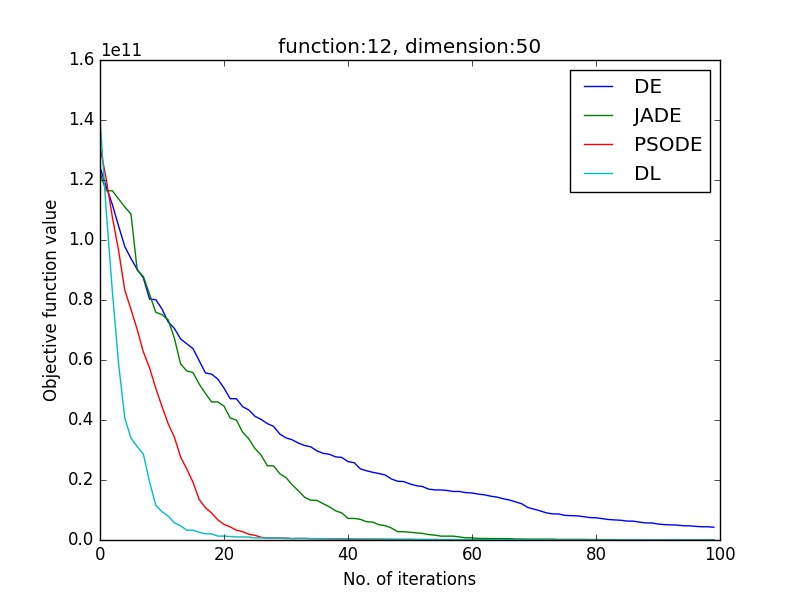 function:12, dimension:50
1e11
1.6
1.4
1.2
1.0
0.8
0.6
0.4
0.2
0.0
Objective function value
DE
JADE
PSODE
DL
0 20 40 60 80 100
No. of iterations